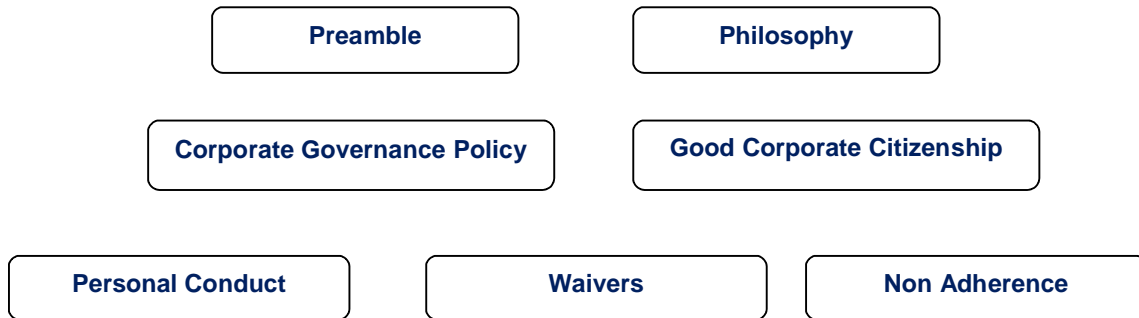 Preamble
Philosophy
Corporate Governance Policy
Good Corporate Citizenship
Personal Conduct
Waivers
Non Adherence